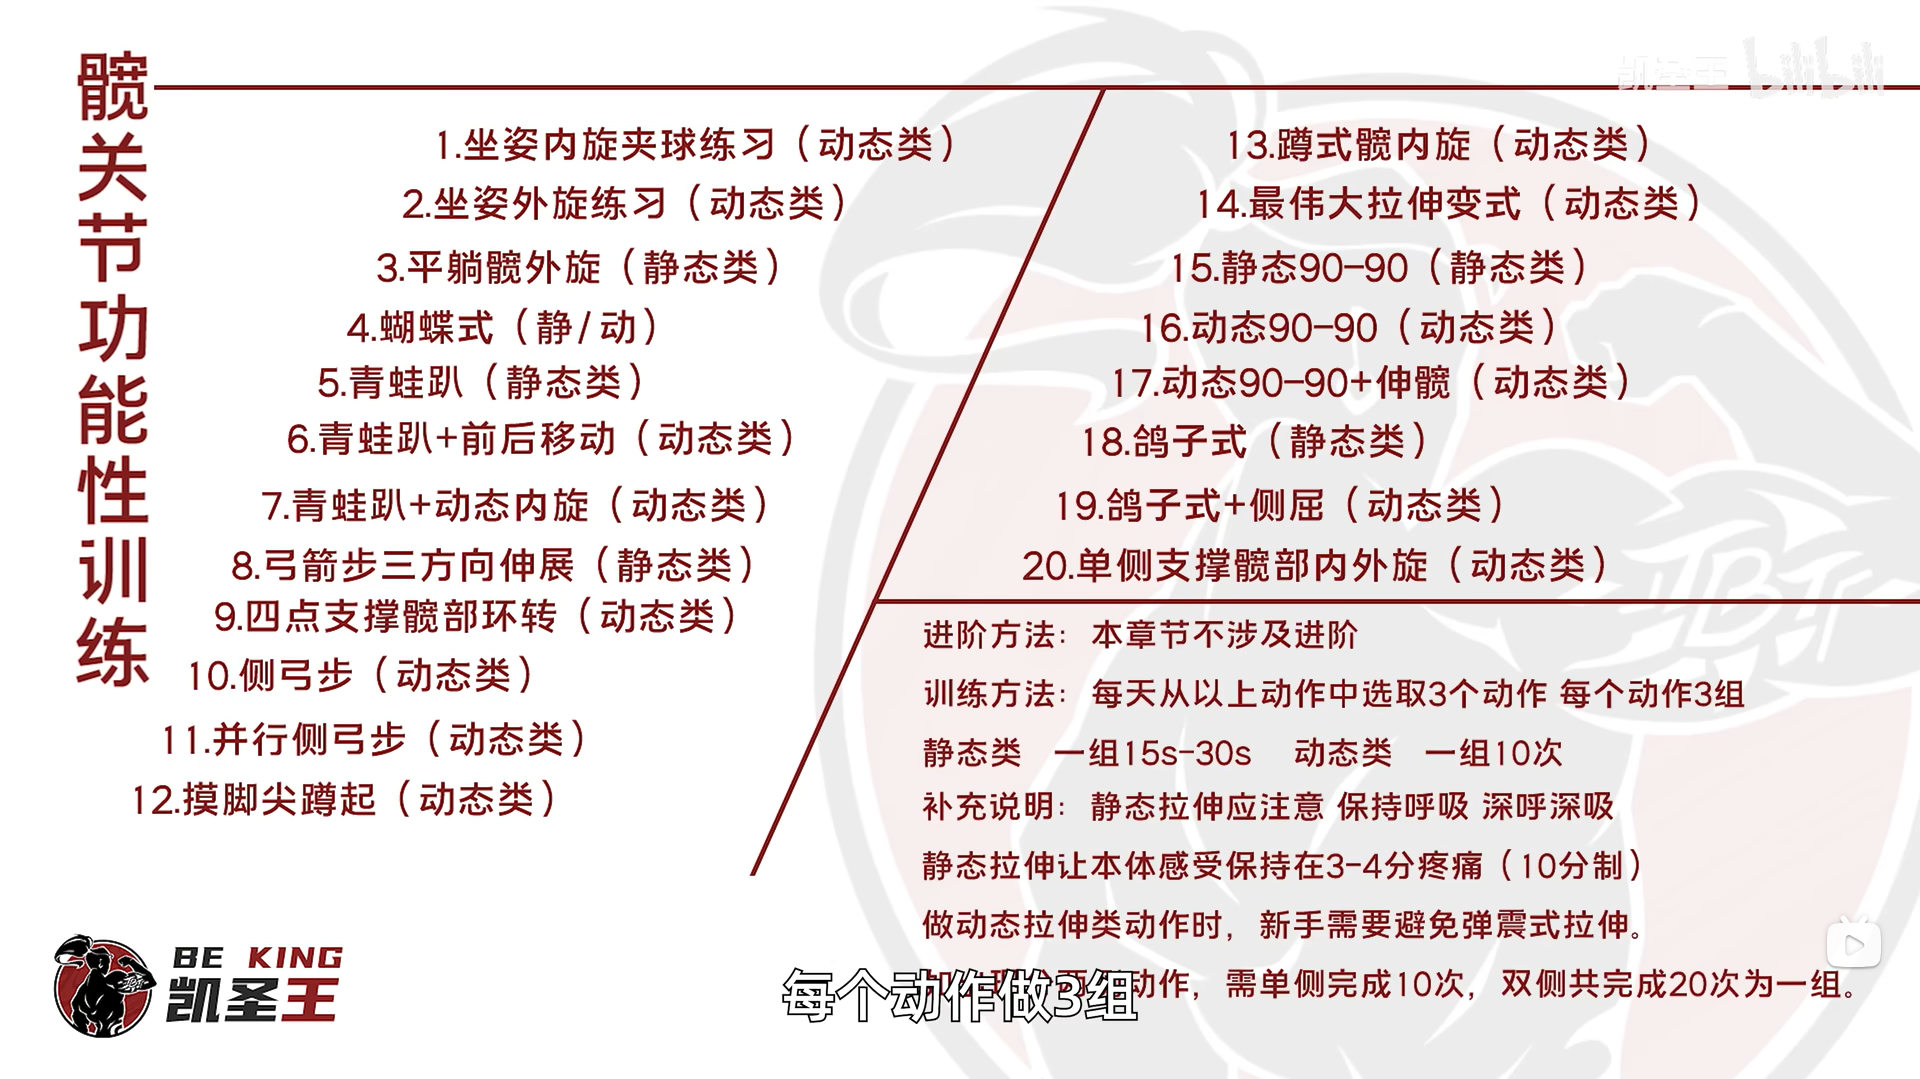 髋关节功能性训练
凯圣王 bilibili
1.坐姿内旋夹球练习（动态类）
2.坐姿外旋练习（动态类）
3.平躺髋外旋（静态类）
4.蝴蝶式（静/动）
5.青蛙趴（静态类）
6.青蛙趴+前后移动（动态类）
7.青蛙趴+动态内旋（动态类）
8.弓箭步三方向伸展（静态类）
9.四点支撑髋部环转（动态类）
10.侧弓步（动态类）
11.并行侧弓步（动态类）
12.摸脚尖蹲起（动态类）
13.蹲式髋内旋（动态类）
14.最伟大拉伸变式（动态类）
15.静态90-90（静态类）
16.动态90-90（动态类）
17.动态90-90+伸髋（动态类）
18.鸽子式（静态类）
19.鸽子式+侧屈（动态类）
20.单侧支撑髋部内外旋（动态类）
进阶方法：本章节不涉及进阶
训练方法：每天从以上动作中选取3个动作 每个动作3组
静态类 一组15s-30s 动态类 一组10次
补充说明：静态拉伸应注意 保持呼吸 深呼深吸
静态拉伸让本体感受保持在3-4分疼痛（10分制）
做动态拉伸类动作时，新手需要避免弹震式拉伸。
动作，需单侧完成10次，双侧共完成20次为一组。
每个动作做3组
BE KING
凯圣王